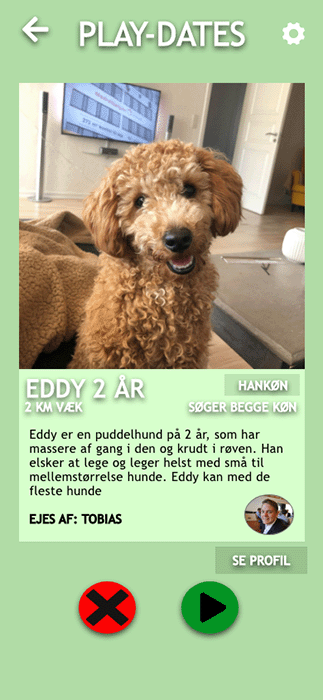 PLAY-DATES
EDDY 2 ÅR
HANKØN
2 KM VÆK
SØGER BEGGE KØN
Eddy er en puddelhund på 2 år, som har
massere af gang i den og krudt i røven. Han
elsker at lege og leger helst med små til
mellemstørrelse hunde. Eddy kan med de
fleste hunde
EJES AF: TOBIAS
SE PROFIL